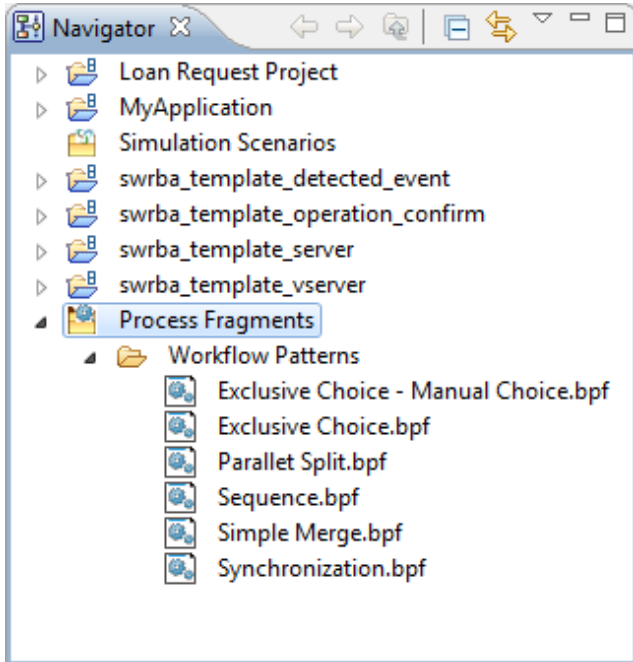 Navigator
Loan Request Project
MyApplication
Simulation Scenarios
swrba_template_detected_event
swrba_template_operation_confirm
swrba_template_server
swrba_template_vserver
Process Fragments
Workflow Patterns
Exclusive Choice - Manual Choice.bpf
Exclusive Choice.bpf
Parallet Split.bpf
Sequence.bpf
Simple Merge.bpf
Synchronization.bpf